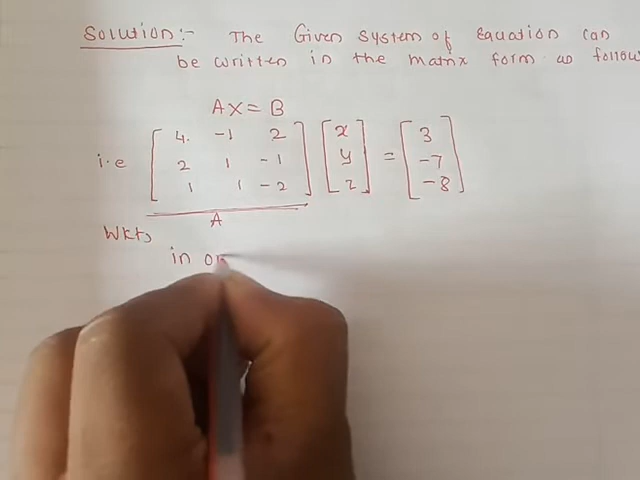 Solution:- The Given System of Equation can
be written in the matrix form as follow
AX = B
i.e [4 -1 2] [x] = [3]
[2 1 -1] [y] [-7]
[1 1 -2] [z] [-8]
A
WKT
in